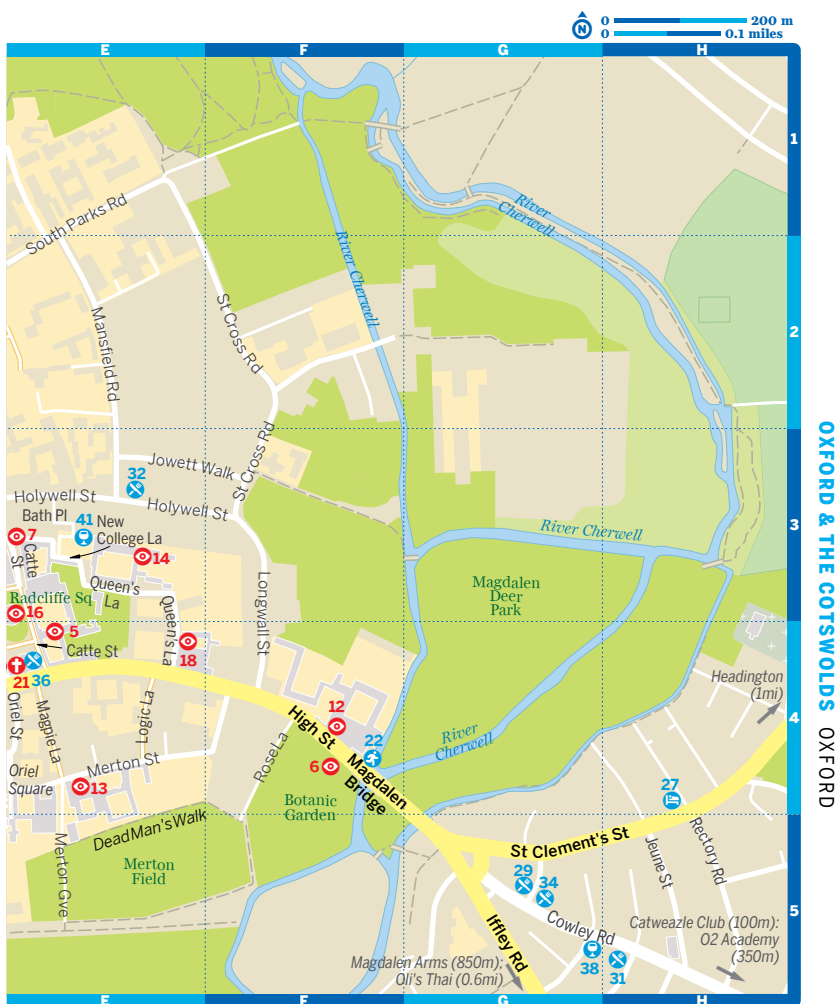 N
0 200 m
0 0.1 miles
E
F
G
H
1
River
Cherwell
South Parks Rd
River Cherwell
St Cross Rd
Mansfield Rd
2
St Cross Rd
Jowett Walk
32
Holywell St
Holywell St
Bath Pl
41
New
College La
7
Catte
St
14
Queen's
La
Radcliffe Sq
16
5
Queen's La
18
Catte St
21
36
Longwall St
River Cherwell
3
Magdalen
Deer
Park
Headington
(1mi)
4
Oriel St
Magpie La
Logic La
12
High St
22
River
Cherwell
Rose La
6
Magdalen
Bridge
Merton St
Oriel
Square
13
Botanic
Garden
27
Dead Man's Walk
Merton
Field
Merton Gve
St Clement's St
Rectory Rd
Jeune St
29
34
Cowley Rd
Iffley Rd
5
Catweazle Club (100m);
O2 Academy
(350m)
38
31
Magdalen Arms (850m);
Oli's Thai (0.6mi)
E
F
G
H
OXFORD & THE COTSWOLDS OXFORD